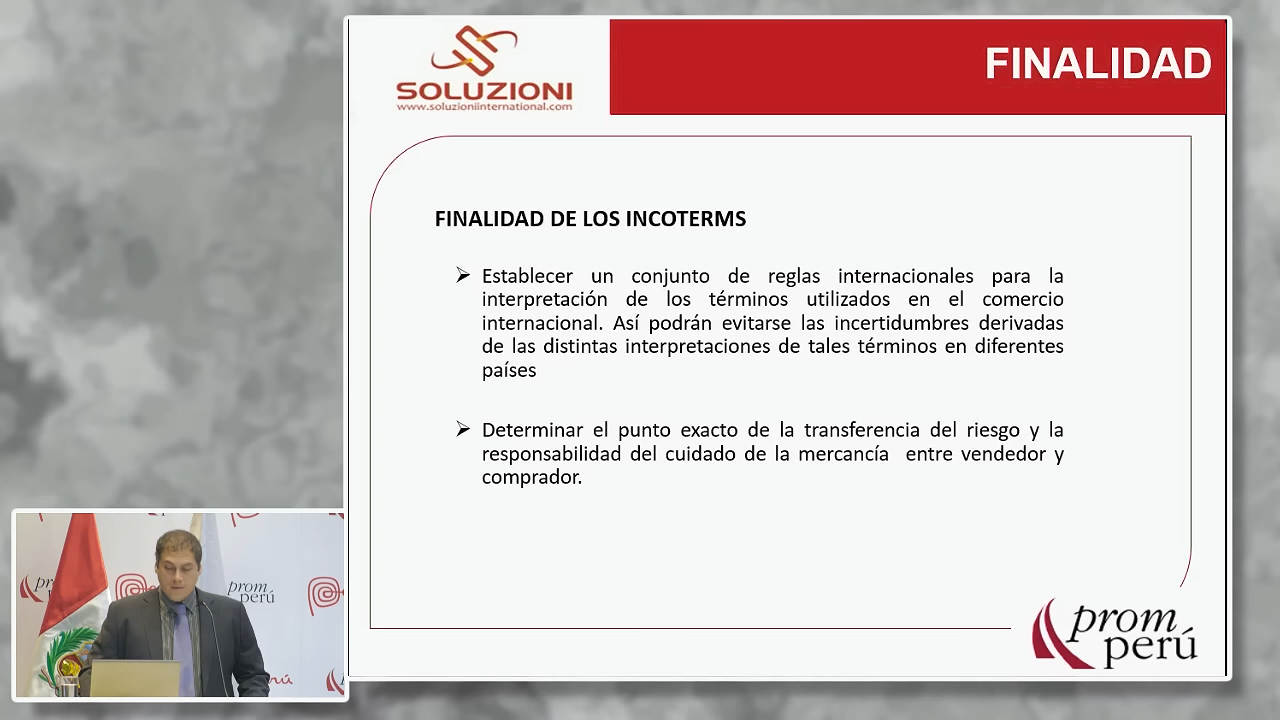 SOLUZIONI
www.soluzioniinternational.com
FINALIDAD
FINALIDAD DE LOS INCOTERMS
Establecer un conjunto de reglas internacionales para la
interpretación de los términos utilizados en el comercio
internacional. Así podrán evitarse las incertidumbres derivadas
de las distintas interpretaciones de tales términos en diferentes
países
Determinar el punto exacto de la transferencia del riesgo y la
responsabilidad del cuidado de la mercancía entre vendedor y
comprador.
prom
perú
prom
perú